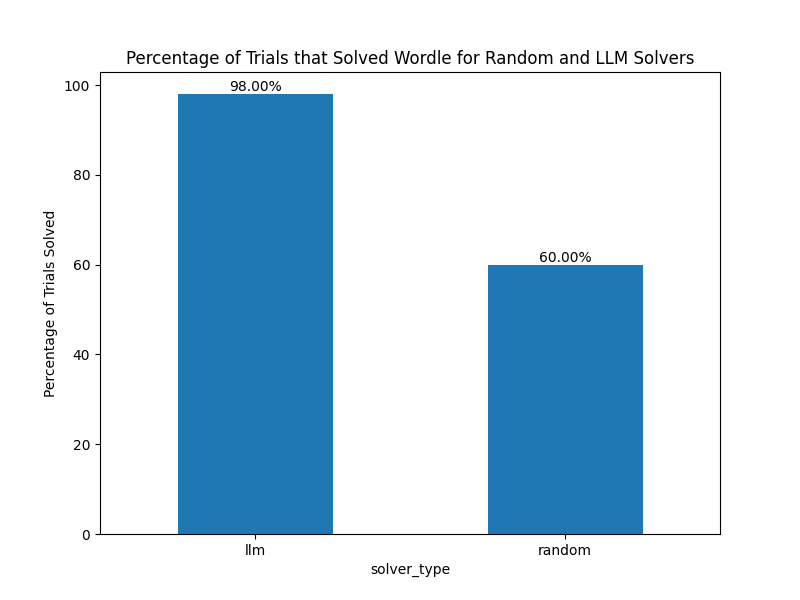 Percentage of Trials that Solved Wordle for Random and LLM Solvers
98.00%
60.00%
100
80
60
40
20
0
Percentage of Trials Solved
llm
random
solver_type